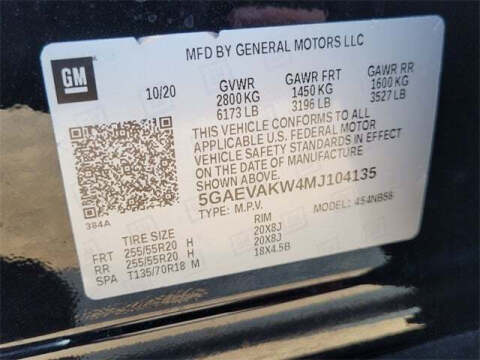 MFD BY GENERAL MOTORS LLC
GM
10/20 GVWR GAWR FRT GAWR RR
2800 KG 1450 KG 1600 KG
6173 LB 3196 LB 3527 LB
THIS VEHICLE CONFORMS TO ALL
APPLICABLE U.S. FEDERAL MOTOR
VEHICLE SAFETY STANDARDS IN EFFECT
ON THE DATE OF MANUFACTURE
SHOWN ABOVE.
5GAEVAKW4MJ104135
384A
TYPE: M.P.V. MODEL: 4S4NB56
TIRE SIZE RIM
FRT 255/55R20 H 20X8J
RR 255/55R20 H 20X8J
SPA T135/70R18 M 18X4.5B